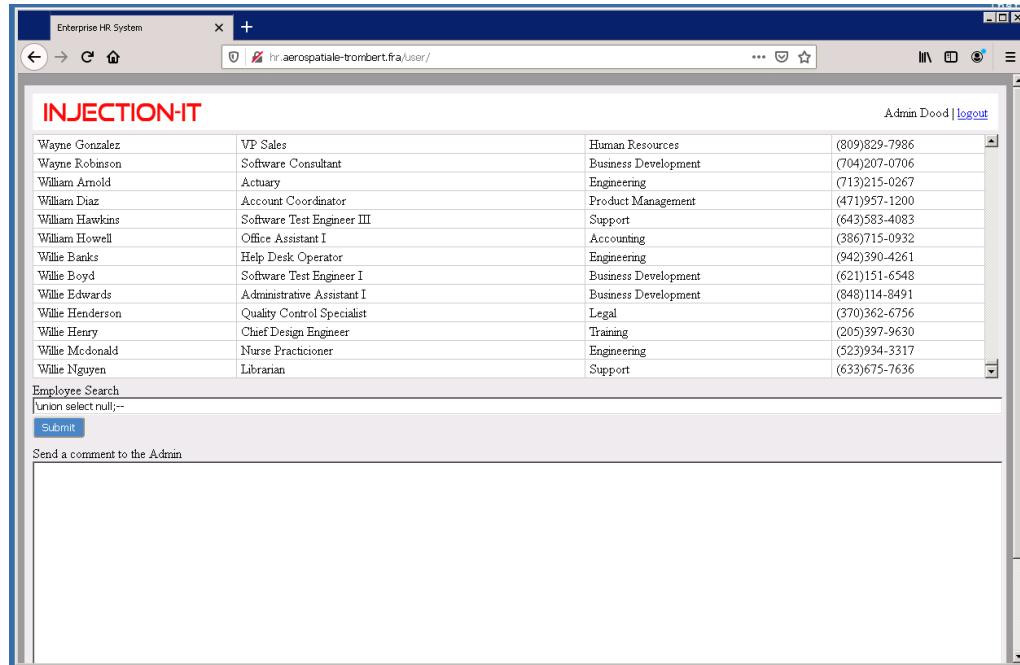 Enterprise HR System
hr.aerospatiale-trombert.fra/user/
INJECTION-IT
Admin Dood | logout
Wayne Gonzalez VP Sales Human Resources (809)829-7986
Wayne Robinson Software Consultant Business Development (704)207-0706
William Arnold Actuary Engineering (713)215-0267
William Diaz Account Coordinator Product Management (471)957-1200
William Hawkins Software Test Engineer III Support (643)583-4083
William Howell Office Assistant I Accounting (386)715-0932
Willie Banks Help Desk Operator Engineering (942)390-4261
Willie Boyd Software Test Engineer I Business Development (621)151-6548
Willie Edwards Administrative Assistant I Business Development (848)114-8491
Willie Henderson Quality Control Specialist Legal (370)362-6756
Willie Henry Chief Design Engineer Training (205)397-9630
Willie Mcdonald Nurse Practicioner Engineering (523)934-3317
Willie Nguyen Librarian Support (633)675-7636
Employee Search
'union select null;--
Submit
Send a comment to the Admin